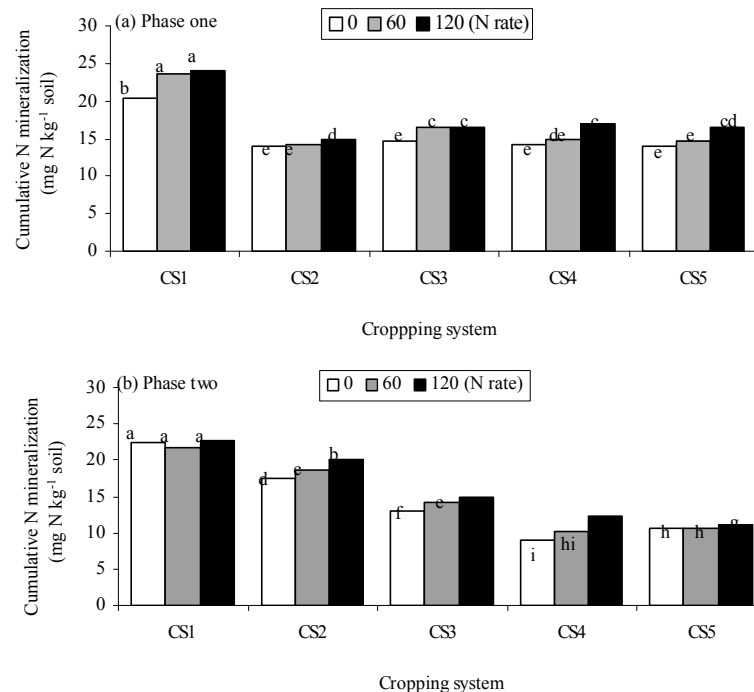 (a) Phase one
0 60 120 (N rate)
Cumulative N mineralization
(mg N kg⁻¹ soil)
30
25
20
15
10
5
0
b a a
e e d
e c c
e de c
e e cd
CS1 CS2 CS3 CS4 CS5
Croppping system
(b) Phase two
0 60 120 (N rate)
Cumulative N mineralization
(mg N kg⁻¹ soil)
30
25
20
15
10
5
0
a a a
d c b
f e
i hi
h h g
CS1 CS2 CS3 CS4 CS5
Cropping system